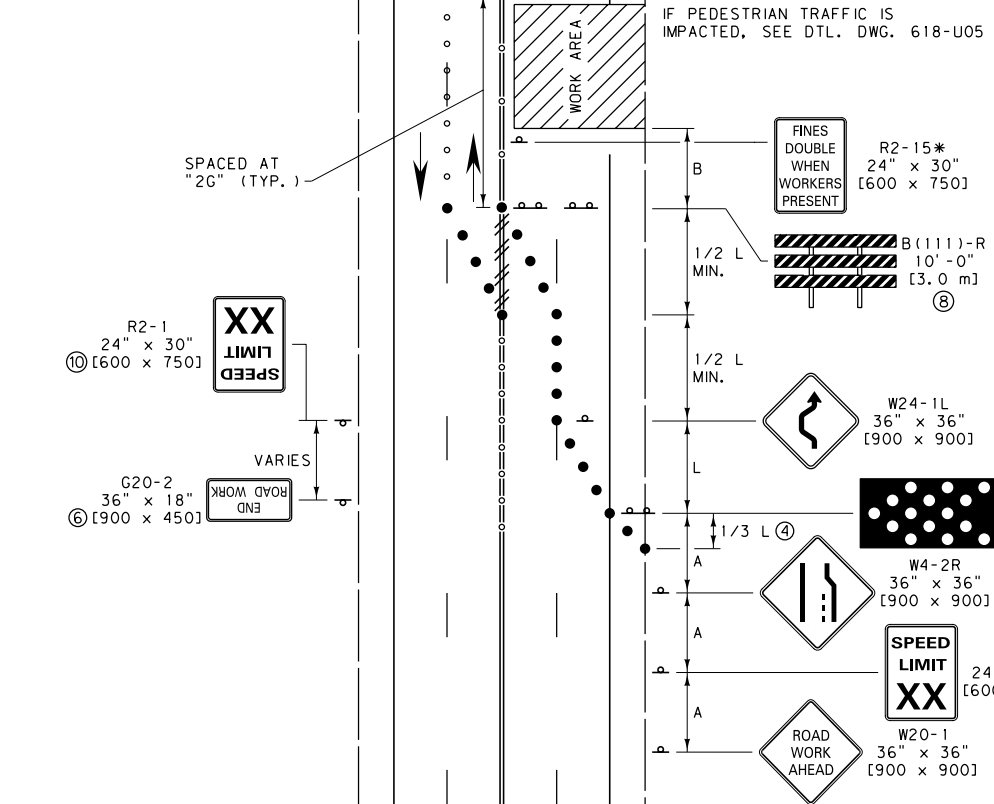 IF PEDESTRIAN TRAFFIC IS
IMPACTED, SEE DTL. DWG. 618-U05
WORK AREA
FINES
DOUBLE
WHEN
WORKERS
PRESENT
R2-15*
24" x 30"
[600 x 750]
SPACED AT
"2G" (TYP.)
B
B(111)-R
10'-0"
[3.0 m]
8
1/2 L
MIN.
R2-1
24" x 30"
10 [600 x 750]
SPEED
LIMIT
XX
1/2 L
MIN.
W24-1L
36" x 36"
[900 x 900]
VARIES
L
G20-2
36" x 18"
6 [900 x 450]
END
ROAD WORK
1/3 L 4
A
W4-2R
36" x 36"
[900 x 900]
A
SPEED
LIMIT
XX
24
[600
A
ROAD
WORK
AHEAD
W20-1
36" x 36"
[900 x 900]